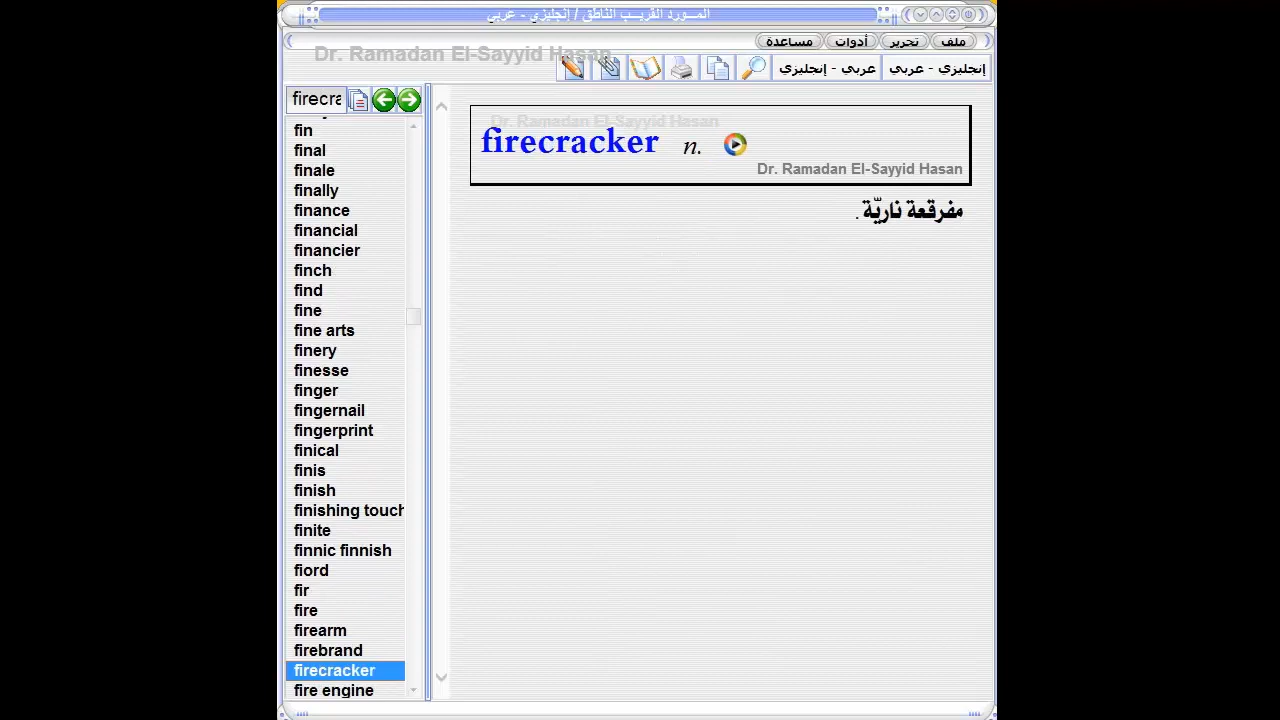 المورد القريب الناطق / إنجليزي - عربي
ملف تحرير أدوات مساعدة
Dr. Ramadan El-Sayyid Hasan
إنجليزي - عربي عربي - إنجليزي
firecra
Dr. Ramadan El-Sayyid Hasan
firecracker n.
Dr. Ramadan El-Sayyid Hasan
مفرقعة ناريّة .
fin
final
finale
finally
finance
financial
financier
finch
find
fine
fine arts
finery
finesse
finger
fingernail
fingerprint
finical
finis
finish
finishing touch
finite
finnic finnish
fiord
fir
fire
firearm
firebrand
firecracker
fire engine